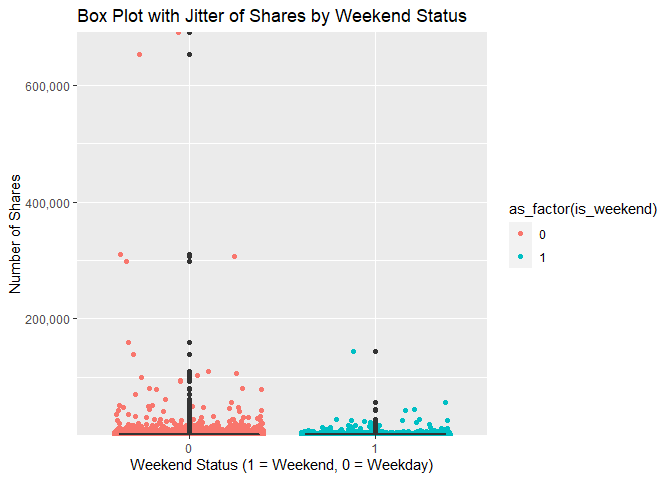 Box Plot with Jitter of Shares by Weekend Status
600,000
400,000
200,000
Number of Shares
0
1
Weekend Status (1 = Weekend, 0 = Weekday)
as_factor(is_weekend)
0
1